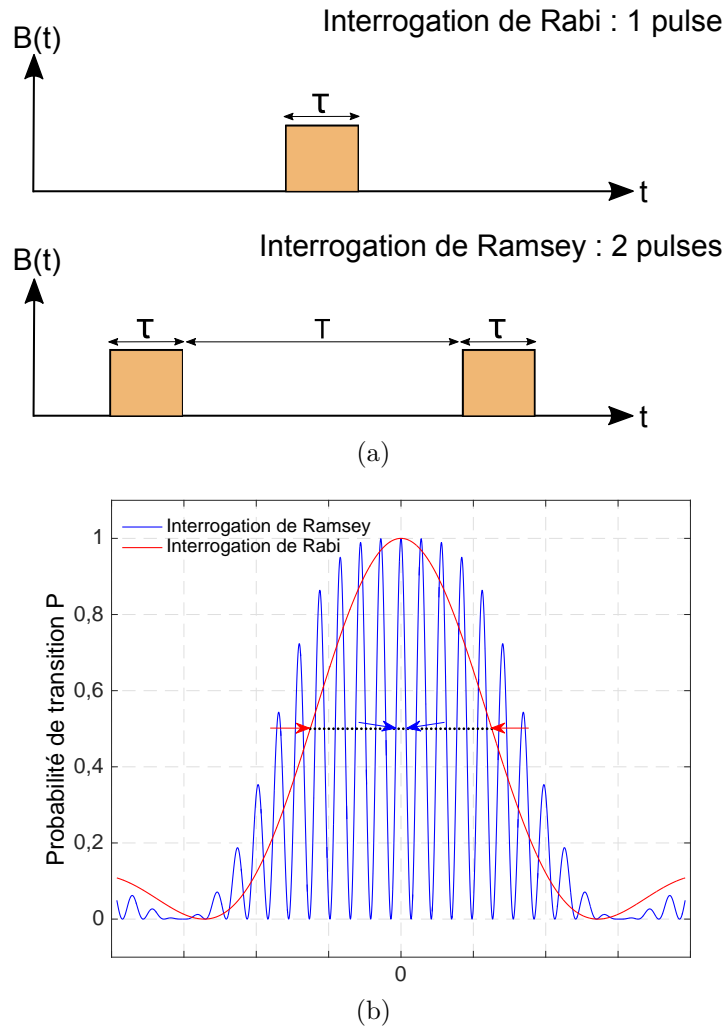 Interrogation de Rabi : 1 pulse
B(t)
τ
t
Interrogation de Ramsey : 2 pulses
B(t)
τ
T
τ
t
(a)
1
Interrogation de Ramsey
Interrogation de Rabi
0,8
0,6
0,4
0,2
0
Probabilité de transition P
0
(b)